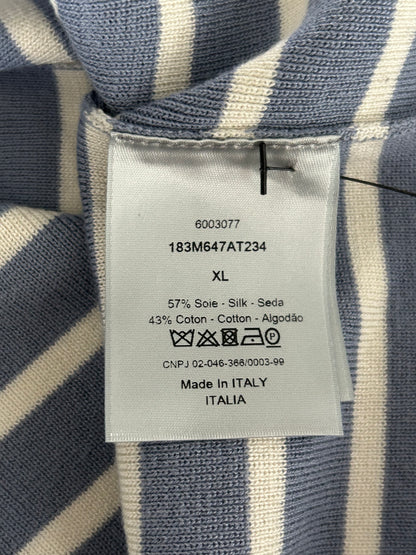 6003077
183M647AT234
XL
57% Soie - Silk - Seda
43% Coton - Cotton - Algodão
CNPJ 02-046-366/0003-99
Made In ITALY
ITALIA